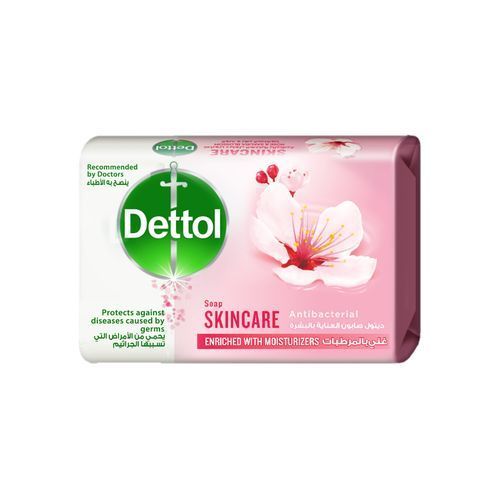 SKINCARE
Recommended
by Doctors
ينصح به الأطباء
Dettol
Protects against
diseases caused by
germs
يحمي من الأمراض التي
تسببها الجراثيم
Soap
SKINCARE
Antibacterial
ديتول صابون العناية بالبشرة
ENRICHED WITH MOISTURIZERS غني بالمرطبات